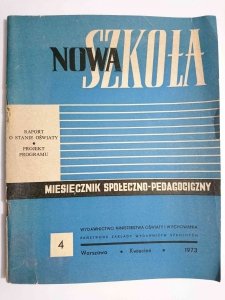 NOWA SZKOŁA
RAPORT
O STANIE OŚWIATY
•
PROJEKT
PROGRAMU
MIESIĘCZNIK SPOŁECZNO-PEDAGOGICZNY
4
WYDAWNICTWO MINISTERSTWA OŚWIATY I WYCHOWANIA
PAŃSTWOWE ZAKŁADY WYDAWNICTW SZKOLNYCH
Warszawa • Kwiecień • 1973